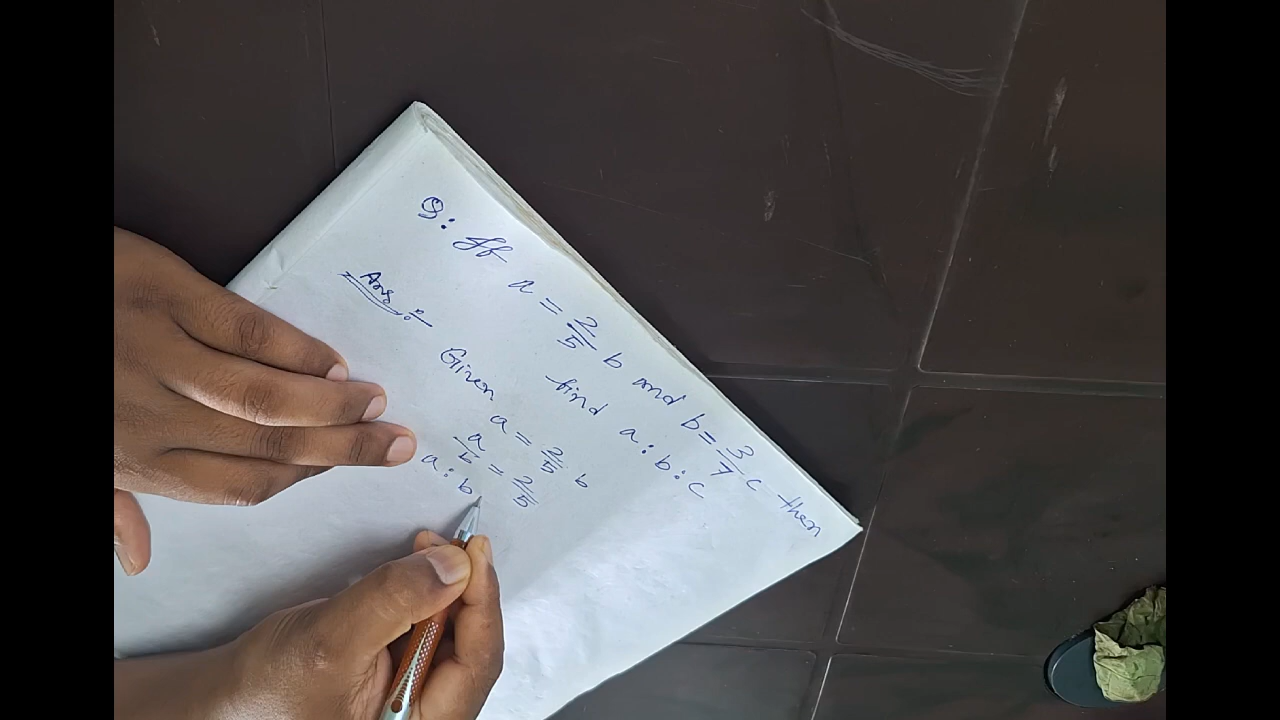 Q: If a = 2/5 b and b = 3/7 c then
find a : b : c
Ans :-
Given a = 2/5 b
a/b = 2/5
a : b